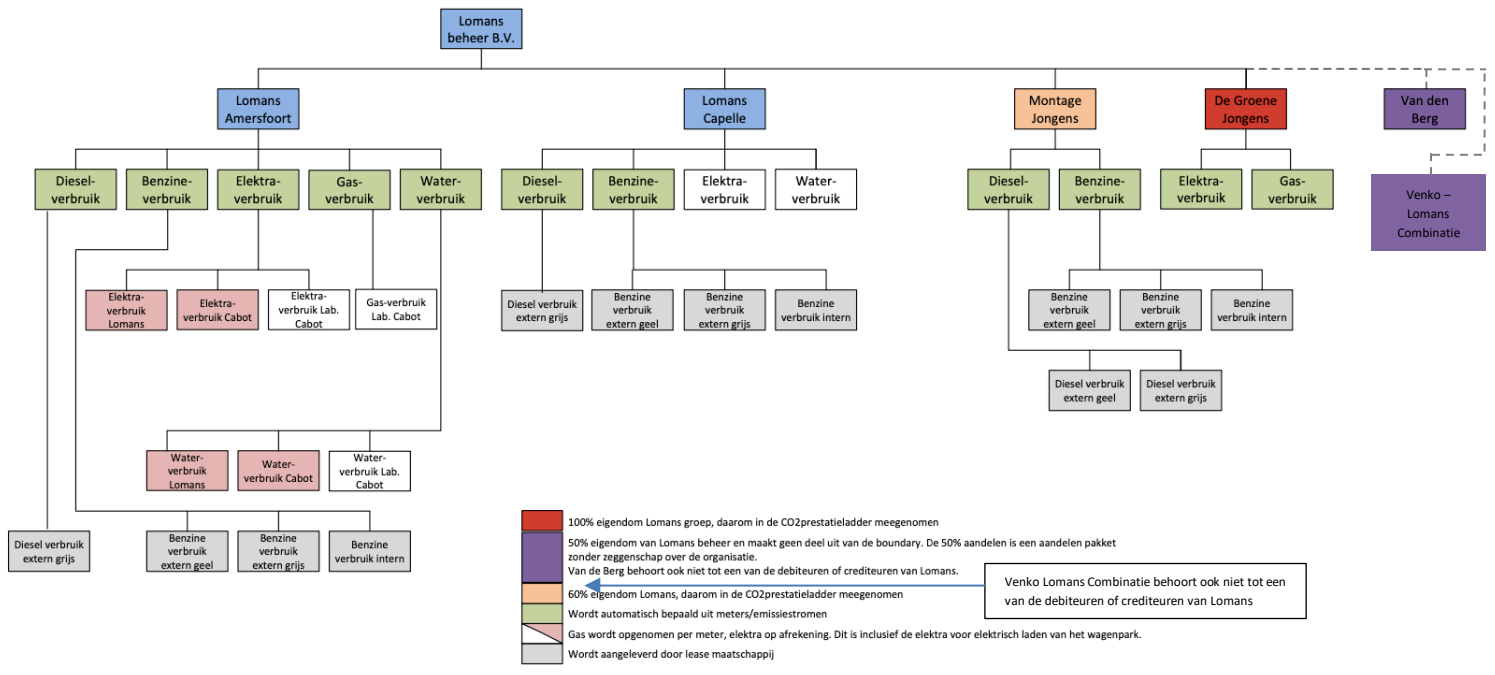 Lomans
beheer B.V.
Lomans
Amersfoort
Lomans
Capelle
Montage
Jongens
De Groene
Jongens
Van den
Berg
Diesel-
verbruik
Benzine-
verbruik
Elektra-
verbruik
Gas-
verbruik
Water-
verbruik
Diesel-
verbruik
Benzine-
verbruik
Elektra-
verbruik
Water-
verbruik
Diesel-
verbruik
Benzine-
verbruik
Elektra-
verbruik
Gas-
verbruik
Venko –
Lomans
Combinatie
Elektra-
verbruik
Lomans
Elektra-
verbruik Cabot
Elektra-
verbruik Lab.
Cabot
Gas-verbruik
Lab. Cabot
Diesel verbruik
extern grijs
Benzine
verbruik
extern geel
Benzine
verbruik
extern grijs
Benzine
verbruik intern
Benzine
verbruik
extern geel
Benzine
verbruik
extern grijs
Benzine
verbruik intern
Diesel verbruik
extern geel
Diesel verbruik
extern grijs
Water-
verbruik
Lomans
Water-
verbruik Cabot
Water-
verbruik Lab.
Cabot
Diesel verbruik
extern grijs
Benzine
verbruik
extern geel
Benzine
verbruik
extern grijs
Benzine
verbruik intern
100% eigendom Lomans groep, daarom in de CO2prestatieladder meegenomen
50% eigendom van Lomans beheer en maakt geen deel uit van de boundary. De 50% aandelen is een aandelen pakket
zonder zeggenschap over de organisatie.
Van de Berg behoort ook niet tot een van de debiteuren of crediteuren van Lomans.
60% eigendom Lomans, daarom in de CO2prestatieladder meegenomen
Wordt automatisch bepaald uit meters/emissiestromen
Gas wordt opgenomen per meter, elektra op afrekening. Dit is inclusief de elektra voor elektrisch laden van het wagenpark.
Wordt aangeleverd door lease maatschappij
Venko Lomans Combinatie behoort ook niet tot een
van de debiteuren of crediteuren van Lomans